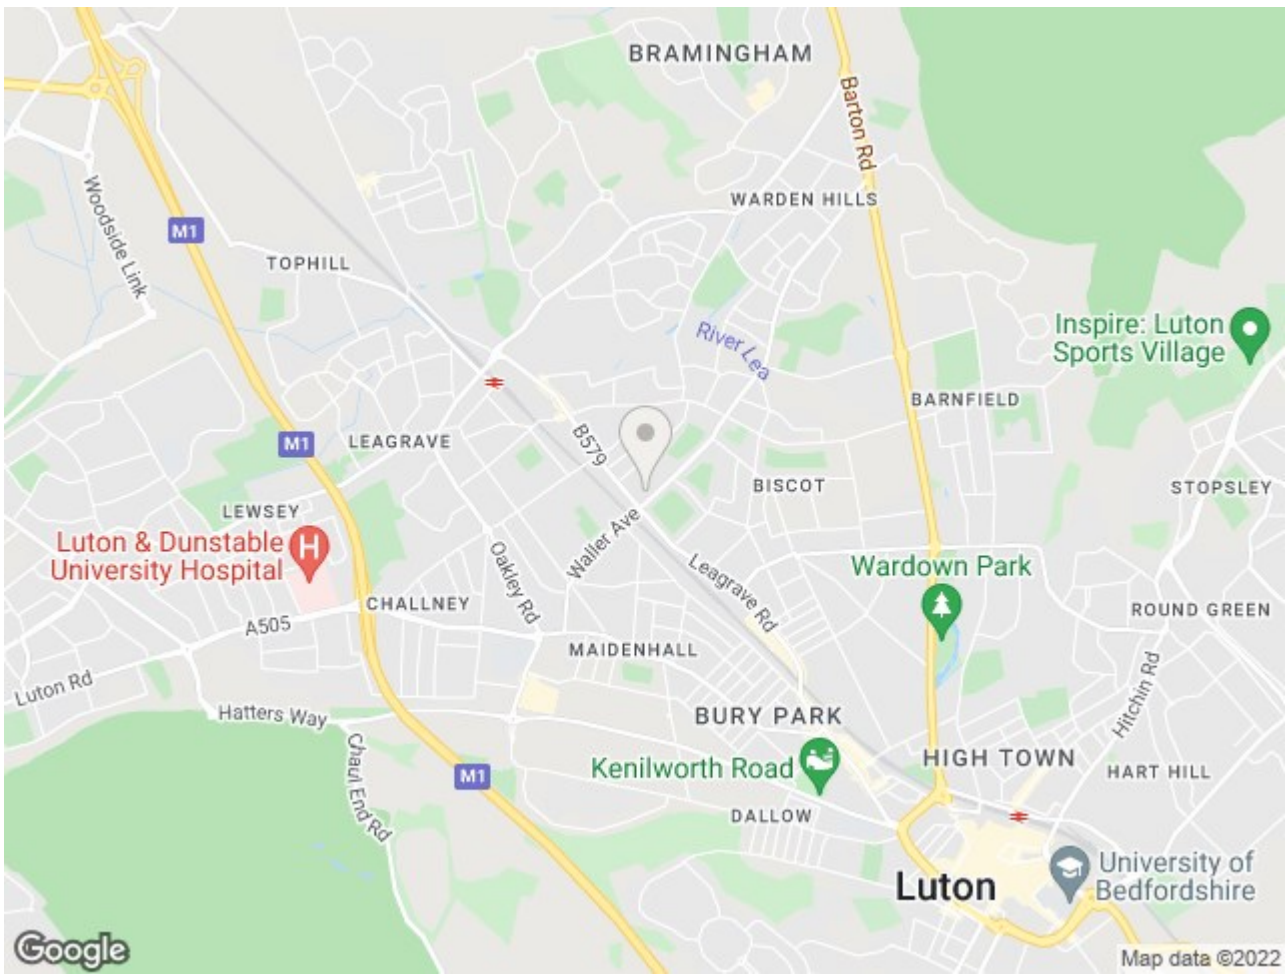 BRAMINGHAM
Barton Rd
WARDEN HILLS
Woodside Link
M1
TOPHILL
River Lea
Inspire: Luton
Sports Village
BARNFIELD
B579
M1
LEAGRAVE
BISCOT
STOPSLEY
LEWSEY
Waller Ave
Luton & Dunstable
University Hospital
H
Oakley Rd
Leagrave Rd
Wardown Park
CHALLNEY
A505
ROUND GREEN
MAIDENHALL
Luton Rd
Hatters Way
Hitchin Rd
BURY PARK
Chaul End Rd
HIGH TOWN
Kenilworth Road
M1
HART HILL
DALLOW
University of
Bedfordshire
Luton
Google
Map data ©2022